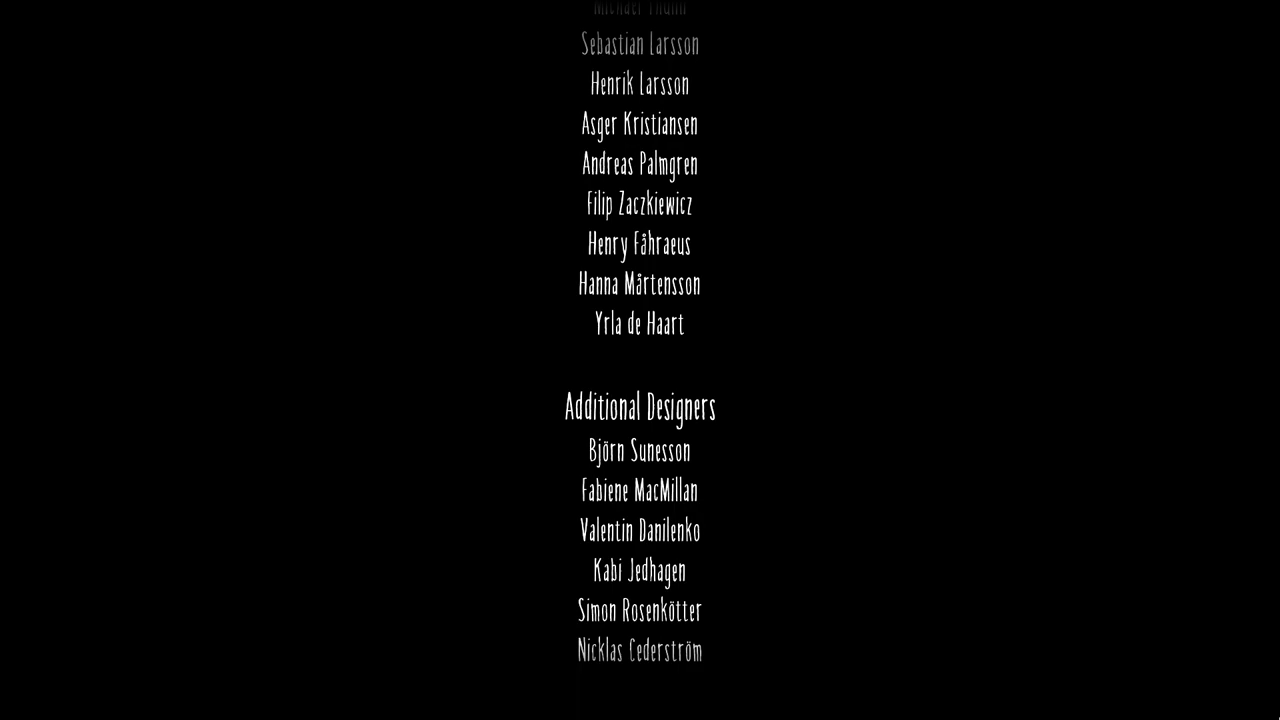 Sebastian Larsson
Henrik Larsson
Asger Kristiansen
Andreas Palmgren
Filip Zaczkiewicz
Henry Fåhraeus
Hanna Mårtensson
Yrla de Haart
Additional Designers
Björn Sunesson
Fabiene MacMillan
Valentin Danilenko
Kabi Jedhagen
Simon Rosenkötter
Nicklas Cederström